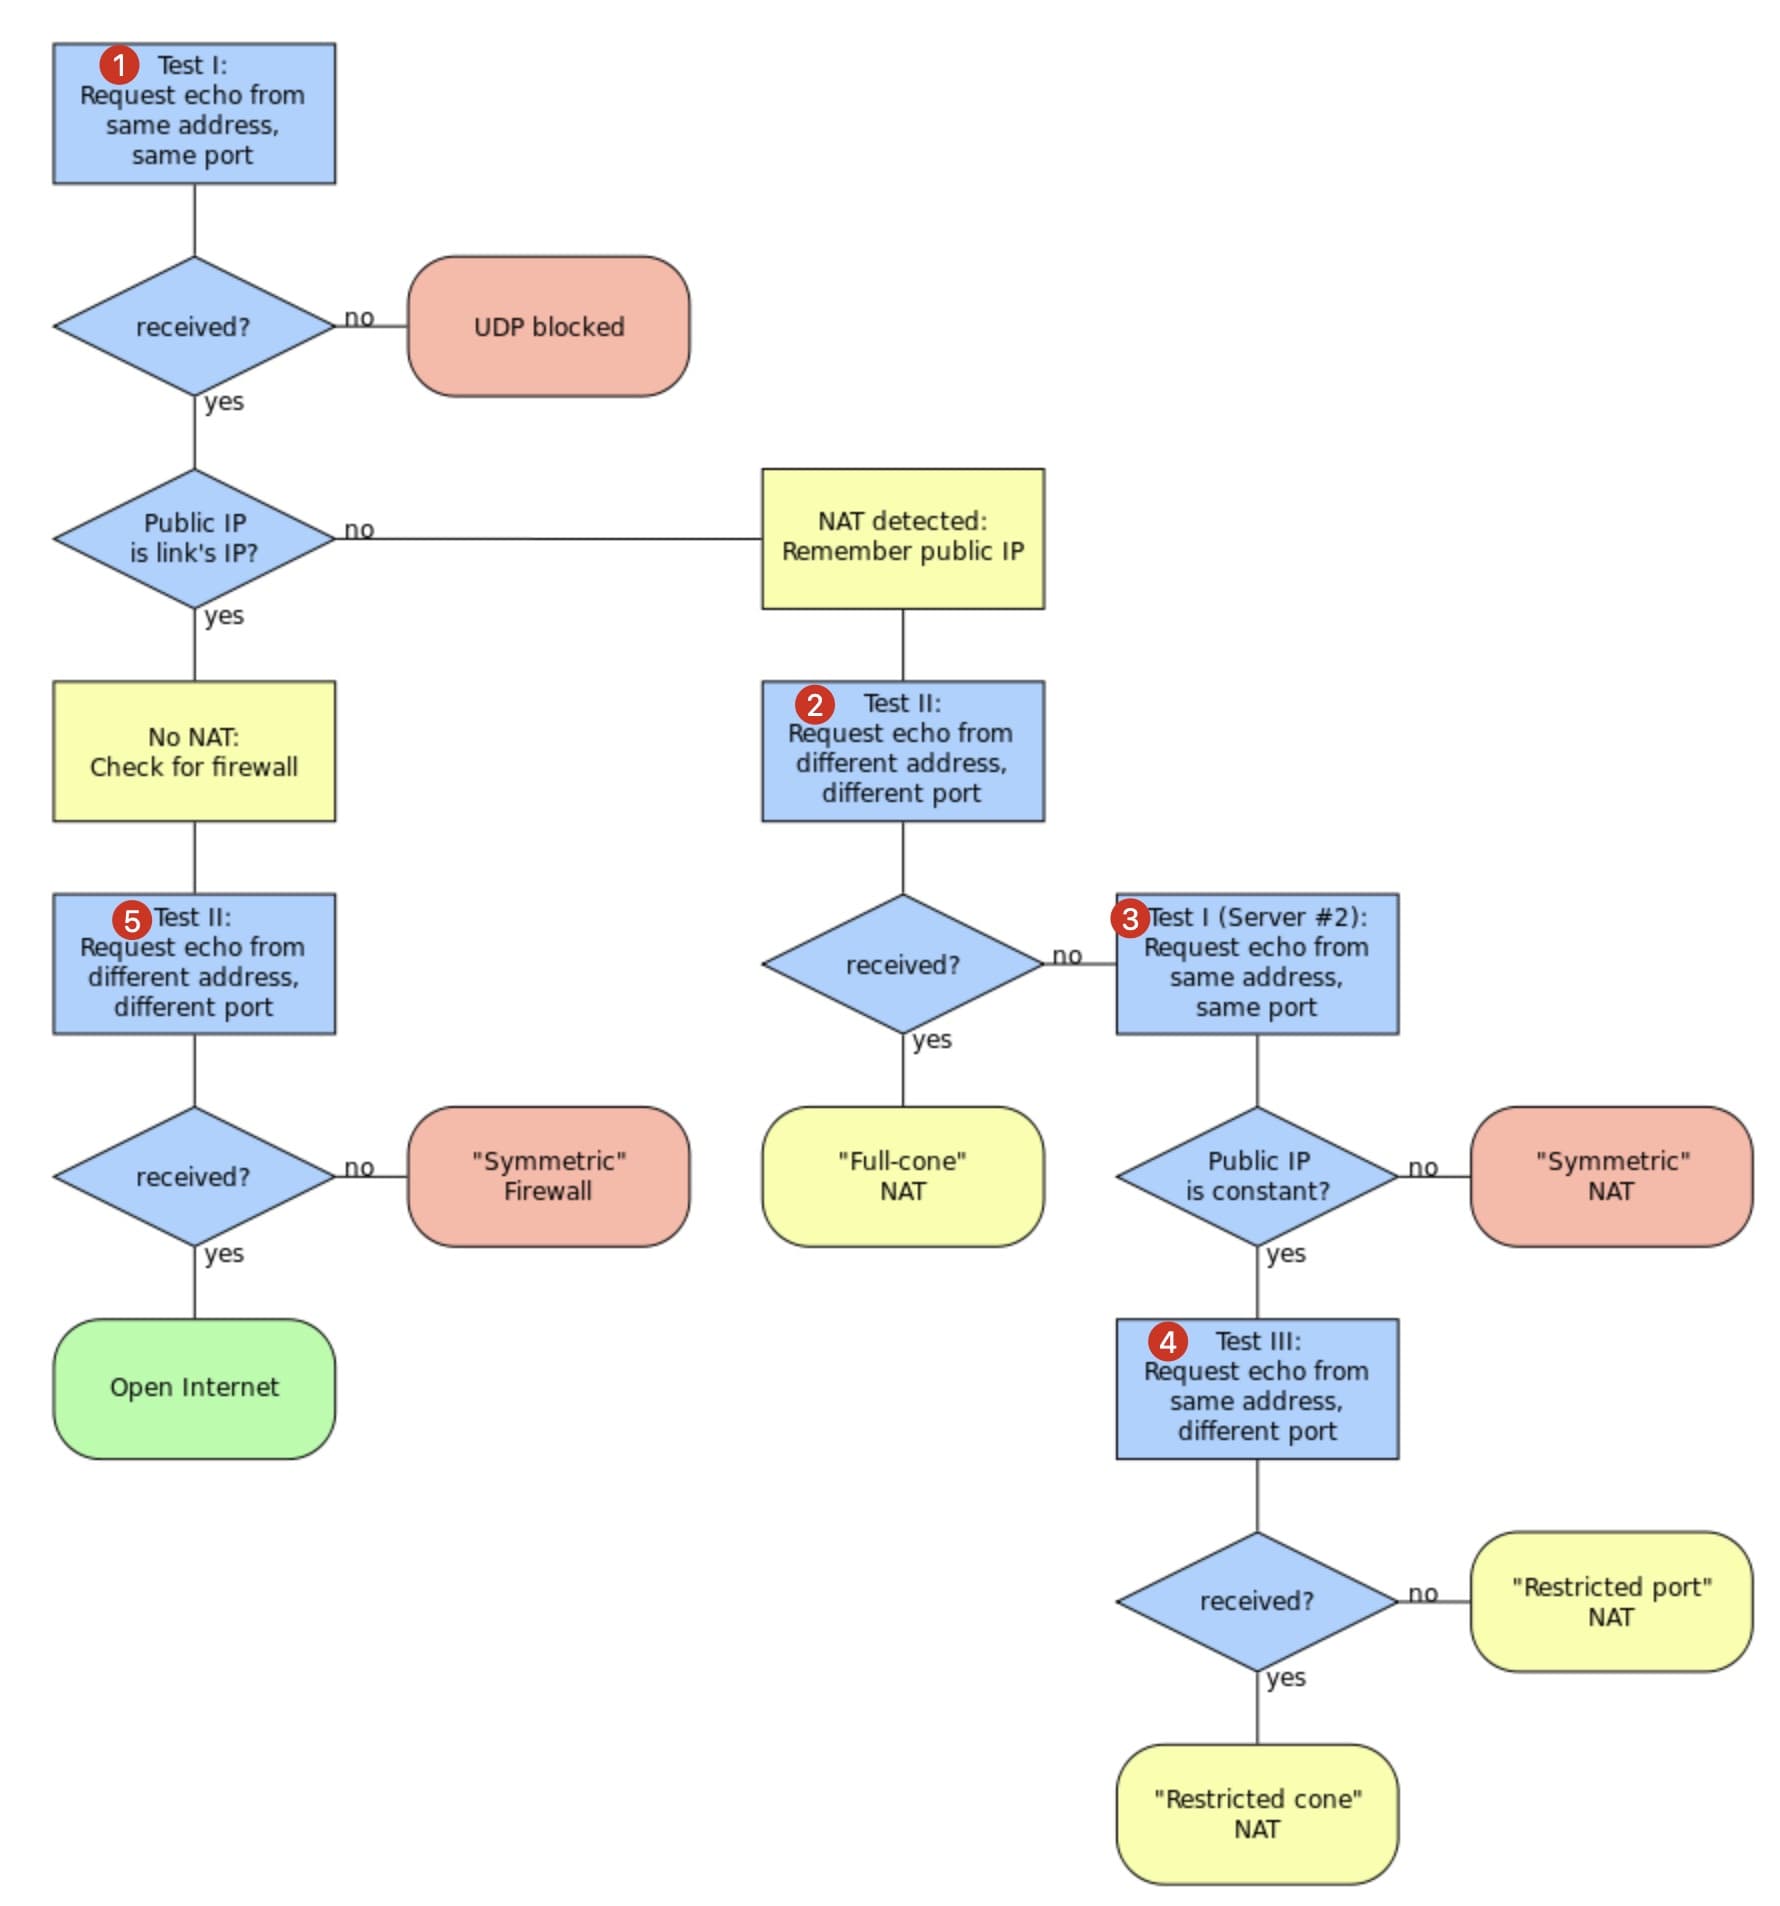 1 Test I:
Request echo from
same address,
same port
received?
no
UDP blocked
yes
Public IP
is link's IP?
no
NAT detected:
Remember public IP
yes
No NAT:
Check for firewall
2 Test II:
Request echo from
different address,
different port
5 Test II:
Request echo from
different address,
different port
received?
no
3 Test I (Server #2):
Request echo from
same address,
same port
yes
received?
no
"Symmetric"
Firewall
"Full-cone"
NAT
Public IP
is constant?
no
"Symmetric"
NAT
yes
yes
Open Internet
4 Test III:
Request echo from
same address,
different port
received?
no
"Restricted port"
NAT
yes
"Restricted cone"
NAT